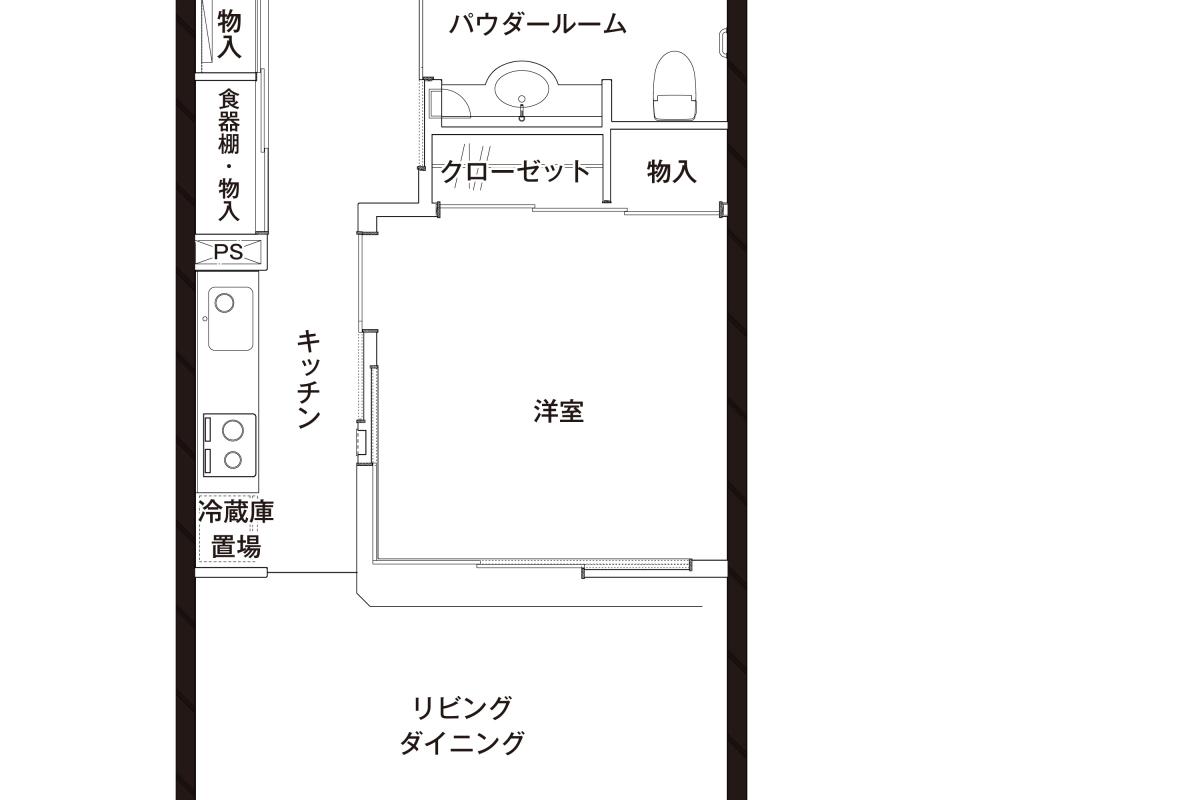 物入
パウダールーム
食器棚・物入
クローゼット
物入
PS
キッチン
洋室
冷蔵庫
置場
リビング
ダイニング